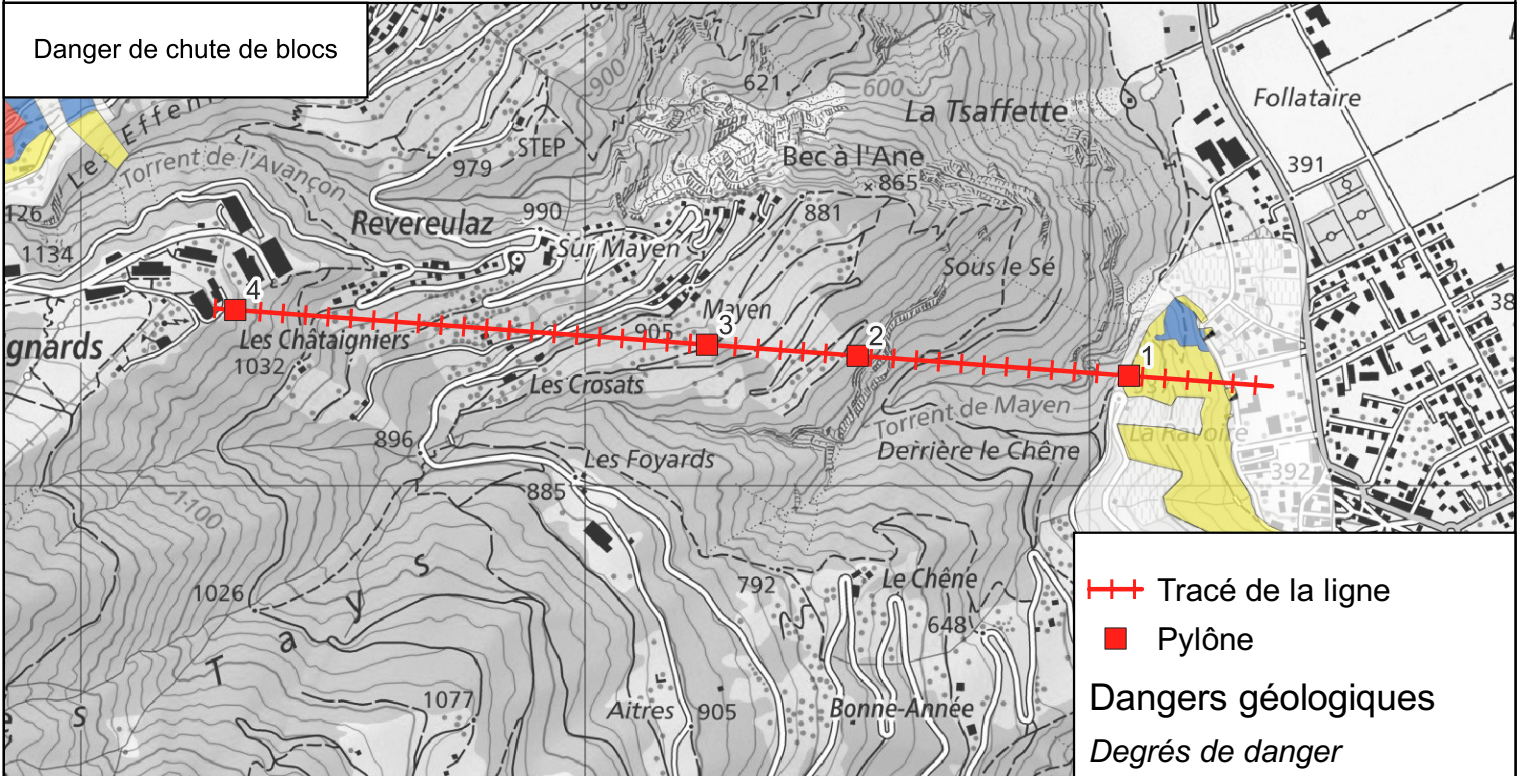 Danger de chute de blocs
621
600
900
La Tsaffette
Follataire
Les
STEP
979
Torrent de l'Avançon
Bec à l'Ane
865
391
126
Revereulaz
990
881
1134
Sur Mayen
Sous le Sé
38
4
Mayen
gnards
Les Châtaigniers
905
3
2
1
1032
Les Crosats
Torrent de Mayen
La Ravoire
896
Les Foyards
Derrière le Chêne
392
885
1100
s
792
Le Chêne
1026
y
648
a
T
1077
Aitres
905
Bonne-Année
s
Tracé de la ligne
Pylône
Dangers géologiques
Degrés de danger